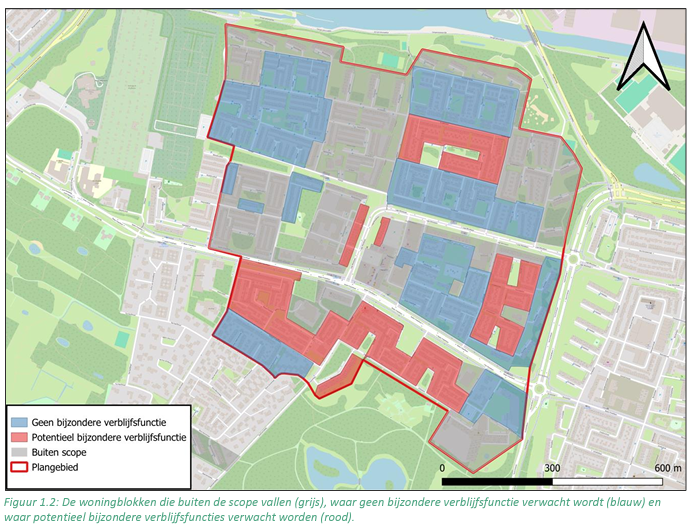 Geen bijzondere verblijfsfunctie
Potentieel bijzondere verblijfsfunctie
Buiten scope
Plangebied
0 300 600 m
Figuur 1.2: De woningblokken die buiten de scope vallen (grijs), waar geen bijzondere verblijfsfunctie verwacht wordt (blauw) en
waar potentieel bijzondere verblijfsfuncties verwacht worden (rood).